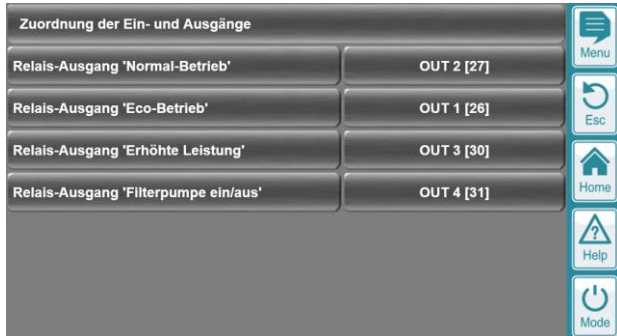 Zuordnung der Ein- und Ausgänge
Menu
Relais-Ausgang 'Normal-Betrieb' OUT 2 [27]
Relais-Ausgang 'Eco-Betrieb' OUT 1 [26]
Esc
Relais-Ausgang 'Erhöhte Leistung' OUT 3 [30]
Relais-Ausgang 'Filterpumpe ein/aus' OUT 4 [31]
Home
Help
Mode